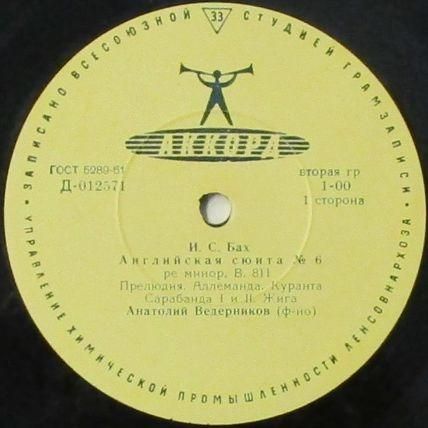 ЗАПИСАНО ВСЕСОЮЗНОЙ 33 СТУДИЕЙ ГРАМЗАПИСИ
АККОРД
ГОСТ 5289-61
Д-012571
вторая гр
1-00
1 сторона
И. С. Бах
Английская сюита № 6
ре минор, В. 811
Прелюдия. Аллеманда. Куранта
Сарабанда I и II. Жига
Анатолий Ведерников (ф-но)
УПРАВЛЕНИЕ ХИМИЧЕСКОЙ ПРОМЫШЛЕННОСТИ ЛЕНСОВНАРХОЗА